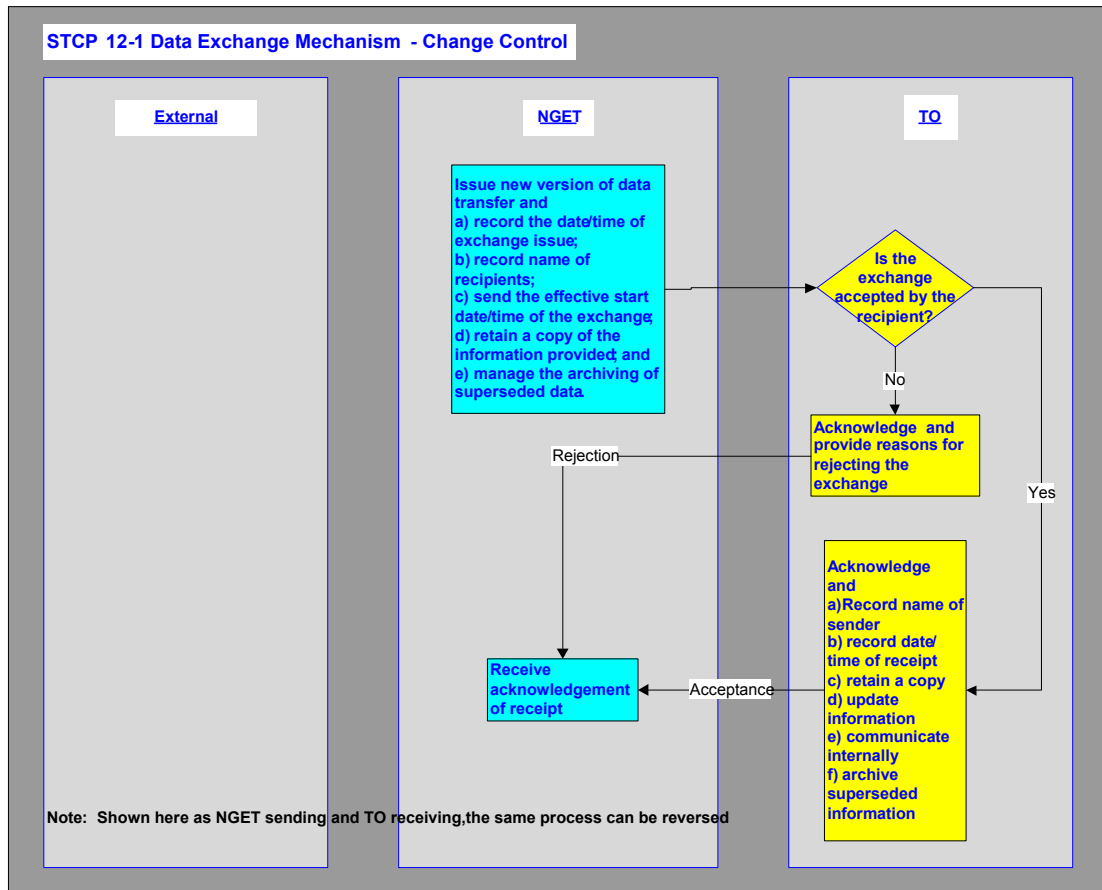 STCP 12-1 Data Exchange Mechanism - Change Control
External
NGET
TO
Issue new version of data
transfer and
a) record the date/time of
exchange issue;
b) record name of
recipients;
c) send the effective start
date/time of the exchange;
d) retain a copy of the
information provided; and
e) manage the archiving of
superseded data.
Is the
exchange
accepted by the
recipient?
No
Yes
Acknowledge and
provide reasons for
rejecting the
exchange
Rejection
Acknowledge
and
a)Record name of
sender
b) record date/
time of receipt
c) retain a copy
d) update
information
e) communicate
internally
f) archive
superseded
information
Acceptance
Receive
acknowledgement
of receipt
Note: Shown here as NGET sending and TO receiving,the same process can be reversed